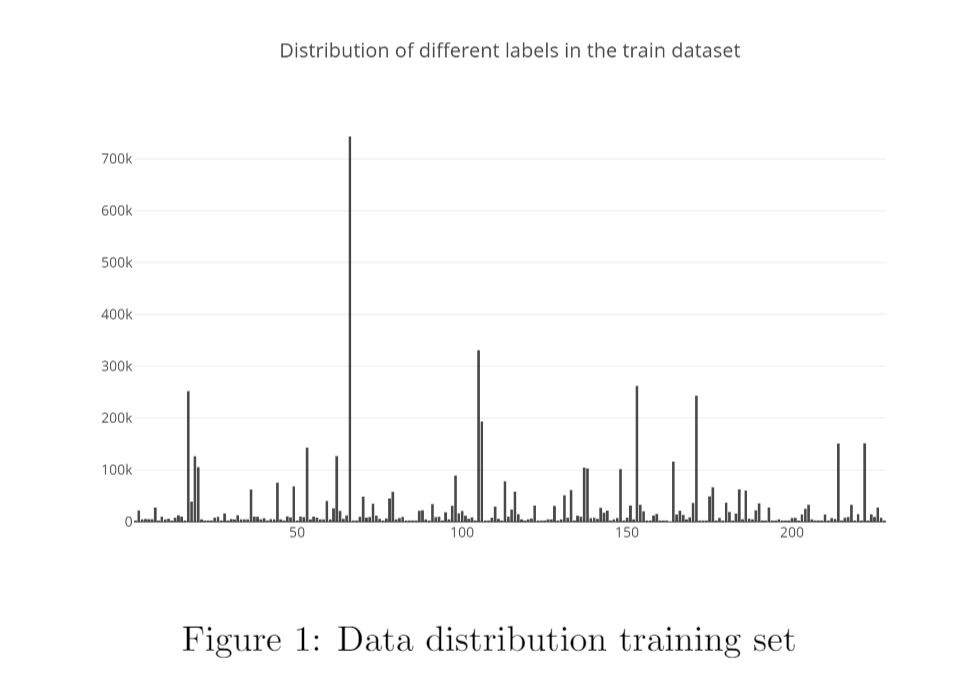 Distribution of different labels in the train dataset
700k
600k
500k
400k
300k
200k
100k
0
50 100 150 200
Figure 1: Data distribution training set